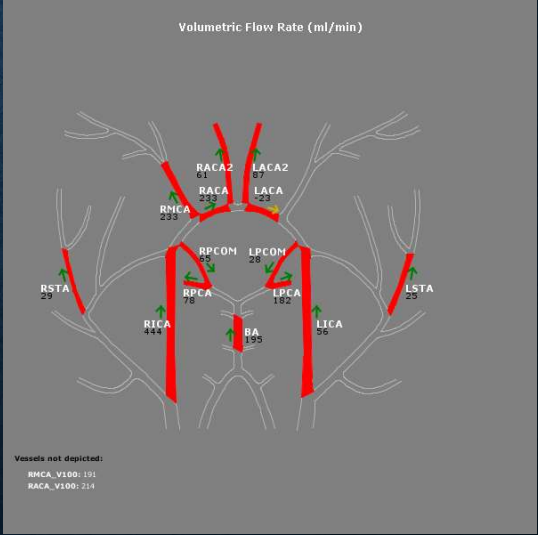 Volumetric Flow Rate (ml/min)
RACA2
61
LACA2
87
RACA
233
LACA
-23
RMCA
233
RPCOM
65
LPCOM
28
RSTA
29
RPCA
78
LPCA
182
LSTA
25
RICA
444
BA
195
LICA
56
Vessels not depicted:
RMCA_V100: 191
RACA_V100: 214